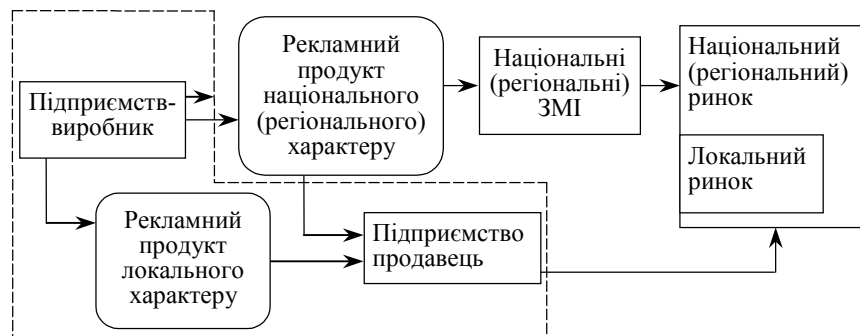 Рекламний
продукт
національного
(регіонального)
характеру
Національні
(регіональні)
ЗМІ
Національний
(регіональний)
ринок
Підприємств-
виробник
Локальний
ринок
Рекламний
продукт
локального
характеру
Підприємство
продавець